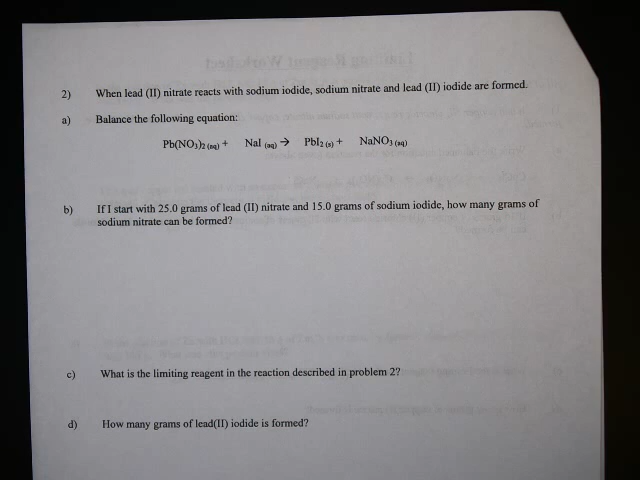 2) When lead (II) nitrate reacts with sodium iodide, sodium nitrate and lead (II) iodide are formed.
a) Balance the following equation:
Pb(NO₃)₂ (aq) + NaI (aq) → PbI₂ (s) + NaNO₃ (aq)
b) If I start with 25.0 grams of lead (II) nitrate and 15.0 grams of sodium iodide, how many grams of
sodium nitrate can be formed?
c) What is the limiting reagent in the reaction described in problem 2?
d) How many grams of lead(II) iodide is formed?